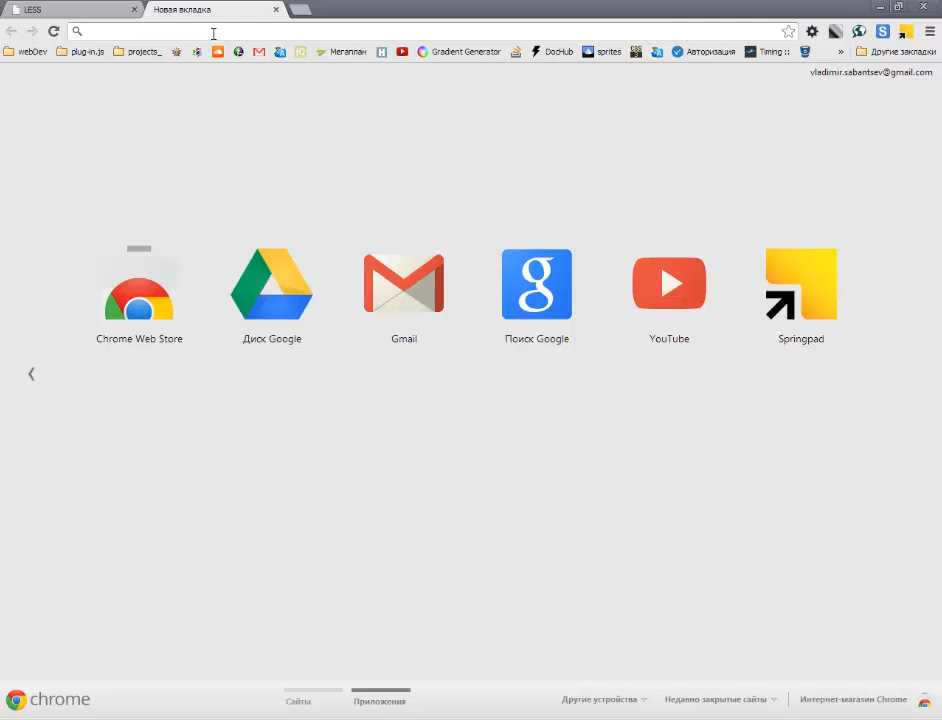 LESS
Новая вкладка
webDev
plug-in.js
projects_
Мегаплан
Gradient Generator
DocHub
sprites
Авторизация
Timing ::
»
Другие закладки
vladimir.sabantsev@gmail.com
Chrome Web Store
Диск Google
Gmail
Поиск Google
YouTube
Springpad
chrome
Сайты
Приложения
Другие устройства
Недавно закрытые сайты
Интернет-магазин Chrome